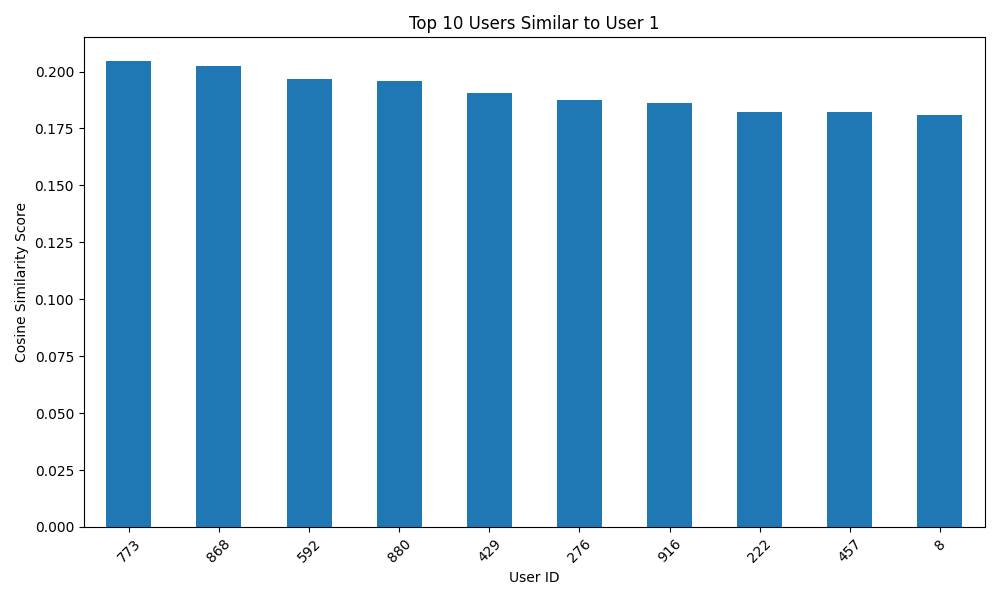 Top 10 Users Similar to User 1
Cosine Similarity Score
0.200
0.175
0.150
0.125
0.100
0.075
0.050
0.025
0.000
773 868 592 880 429 276 916 222 457 8
User ID